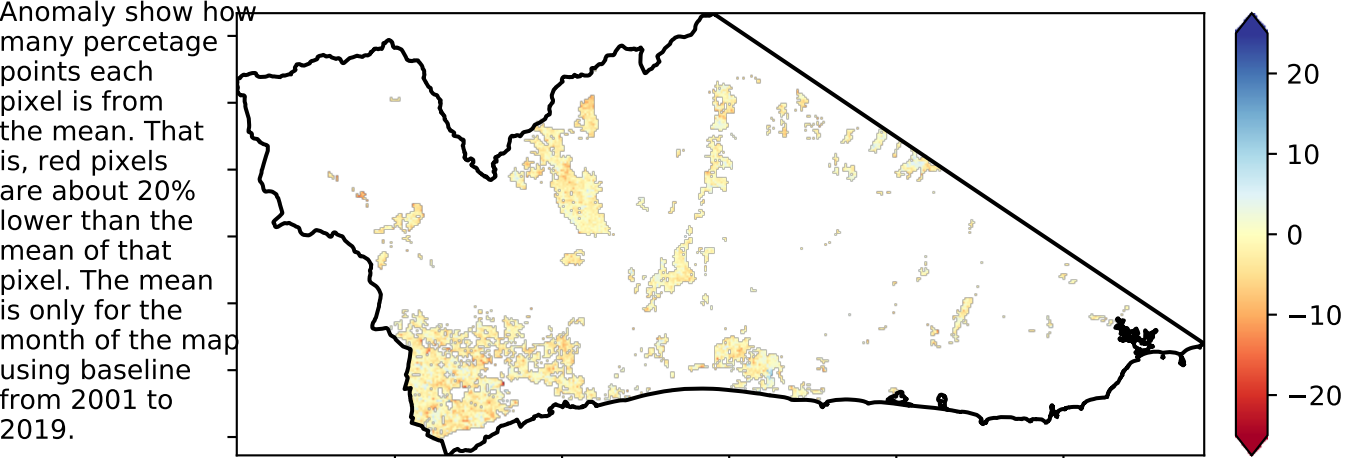 Anomaly show how
many percetage
points each
pixel is from
the mean. That
is, red pixels
are about 20%
lower than the
mean of that
pixel. The mean
is only for the
month of the map
using baseline
from 2001 to
2019.
20
10
0
−10
−20